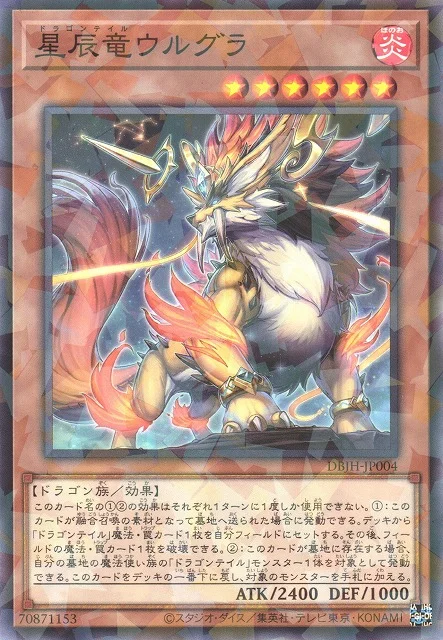 ドラゴンテイル
星辰竜ウルグラ
ほのお
炎
DBJH-JP004
【ドラゴン族／効果】
このカード名の①②の効果はそれぞれ1ターンに1度しか使用できない。①：こ
のカードが融合召喚の素材となって墓地へ送られた場合に発動できる。デッキから
「ドラゴンテイル」魔法・罠カード1枚を自分フィールドにセットする。その後、フィー
ルドの魔法・罠カード1枚を破壊できる。②：このカードが墓地に存在する場合、
自分の墓地の魔法使い族の「ドラゴンテイル」モンスター1体を対象として発動
できる。このカードをデッキの一番下に戻し、対象のモンスターを手札に加える。
ATK/2400 DEF/1000
70871153
©スタジオ・ダイス／集英社・テレビ東京・KONAMI